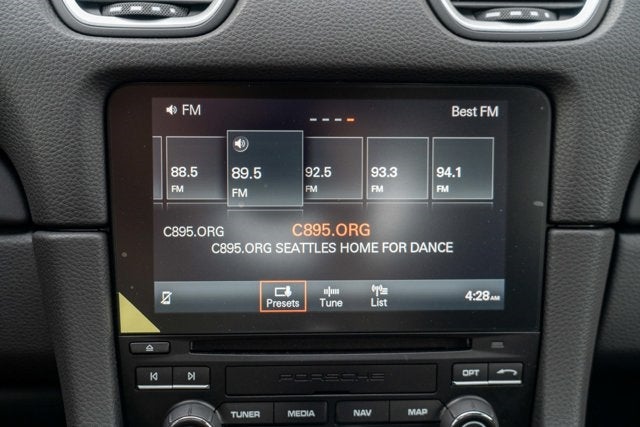 FM
Best FM
88.5
FM
89.5
FM
92.5
FM
93.3
FM
94.1
FM
C895.ORG
C895.ORG
C895.ORG SEATTLES HOME FOR DANCE
Presets
Tune
List
4:28 AM
PORSCHE
OPT
TUNER
MEDIA
NAV
MAP